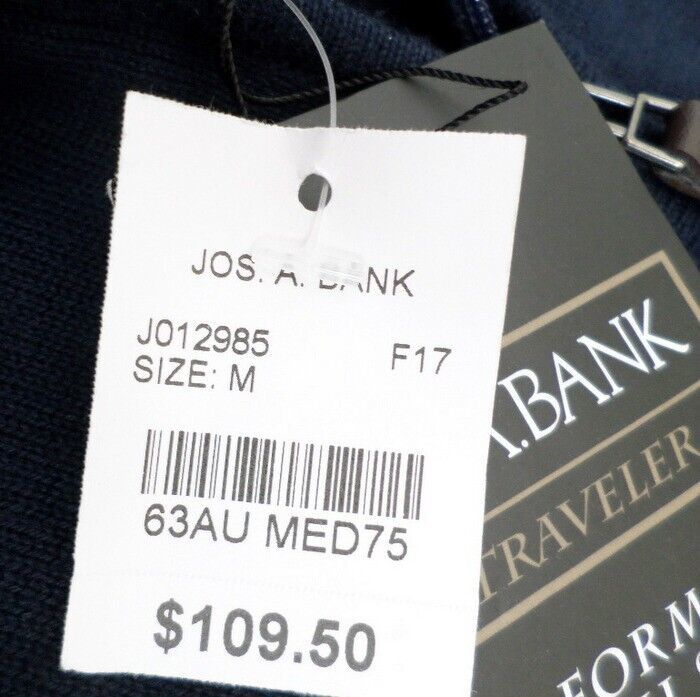 JOS. A. BANK
J012985 F17
SIZE: M
63AU MED75
$109.50
A.BANK
TRAVELER